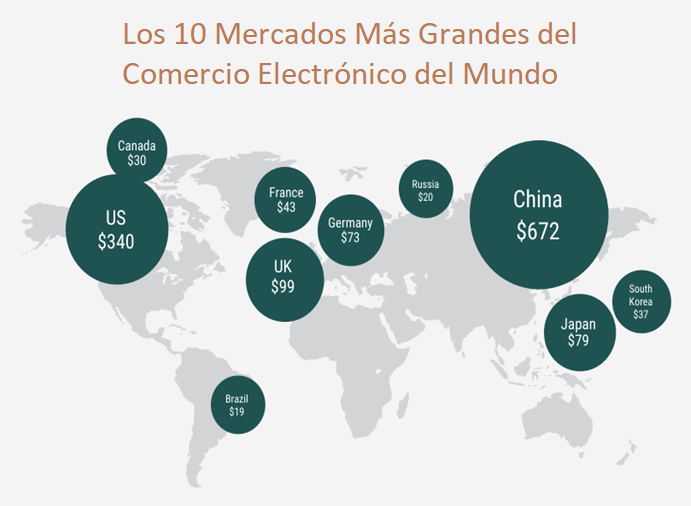 Los 10 Mercados Más Grandes del
Comercio Electrónico del Mundo
Canada
$30
US
$340
France
$43
Germany
$73
UK
$99
Russia
$20
China
$672
South
Korea
$37
Japan
$79
Brazil
$19